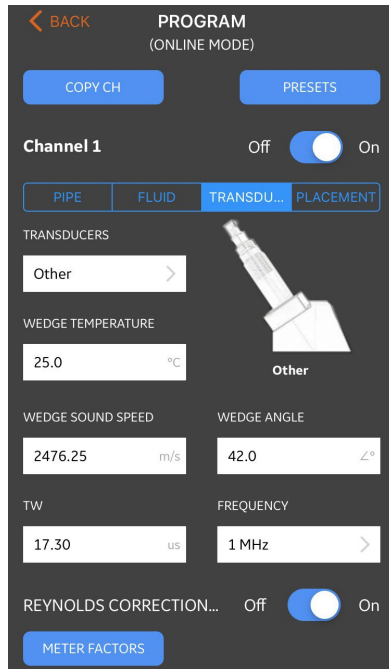 BACK
PROGRAM
(ONLINE MODE)
COPY CH
PRESETS
Channel 1
Off
On
PIPE
FLUID
TRANSDU...
PLACEMENT
TRANSDUCERS
Other
WEDGE TEMPERATURE
25.0 °C
Other
WEDGE SOUND SPEED
WEDGE ANGLE
2476.25 m/s
42.0 ∠°
TW
FREQUENCY
17.30 us
1 MHz
REYNOLDS CORRECTION...
Off
On
METER FACTORS